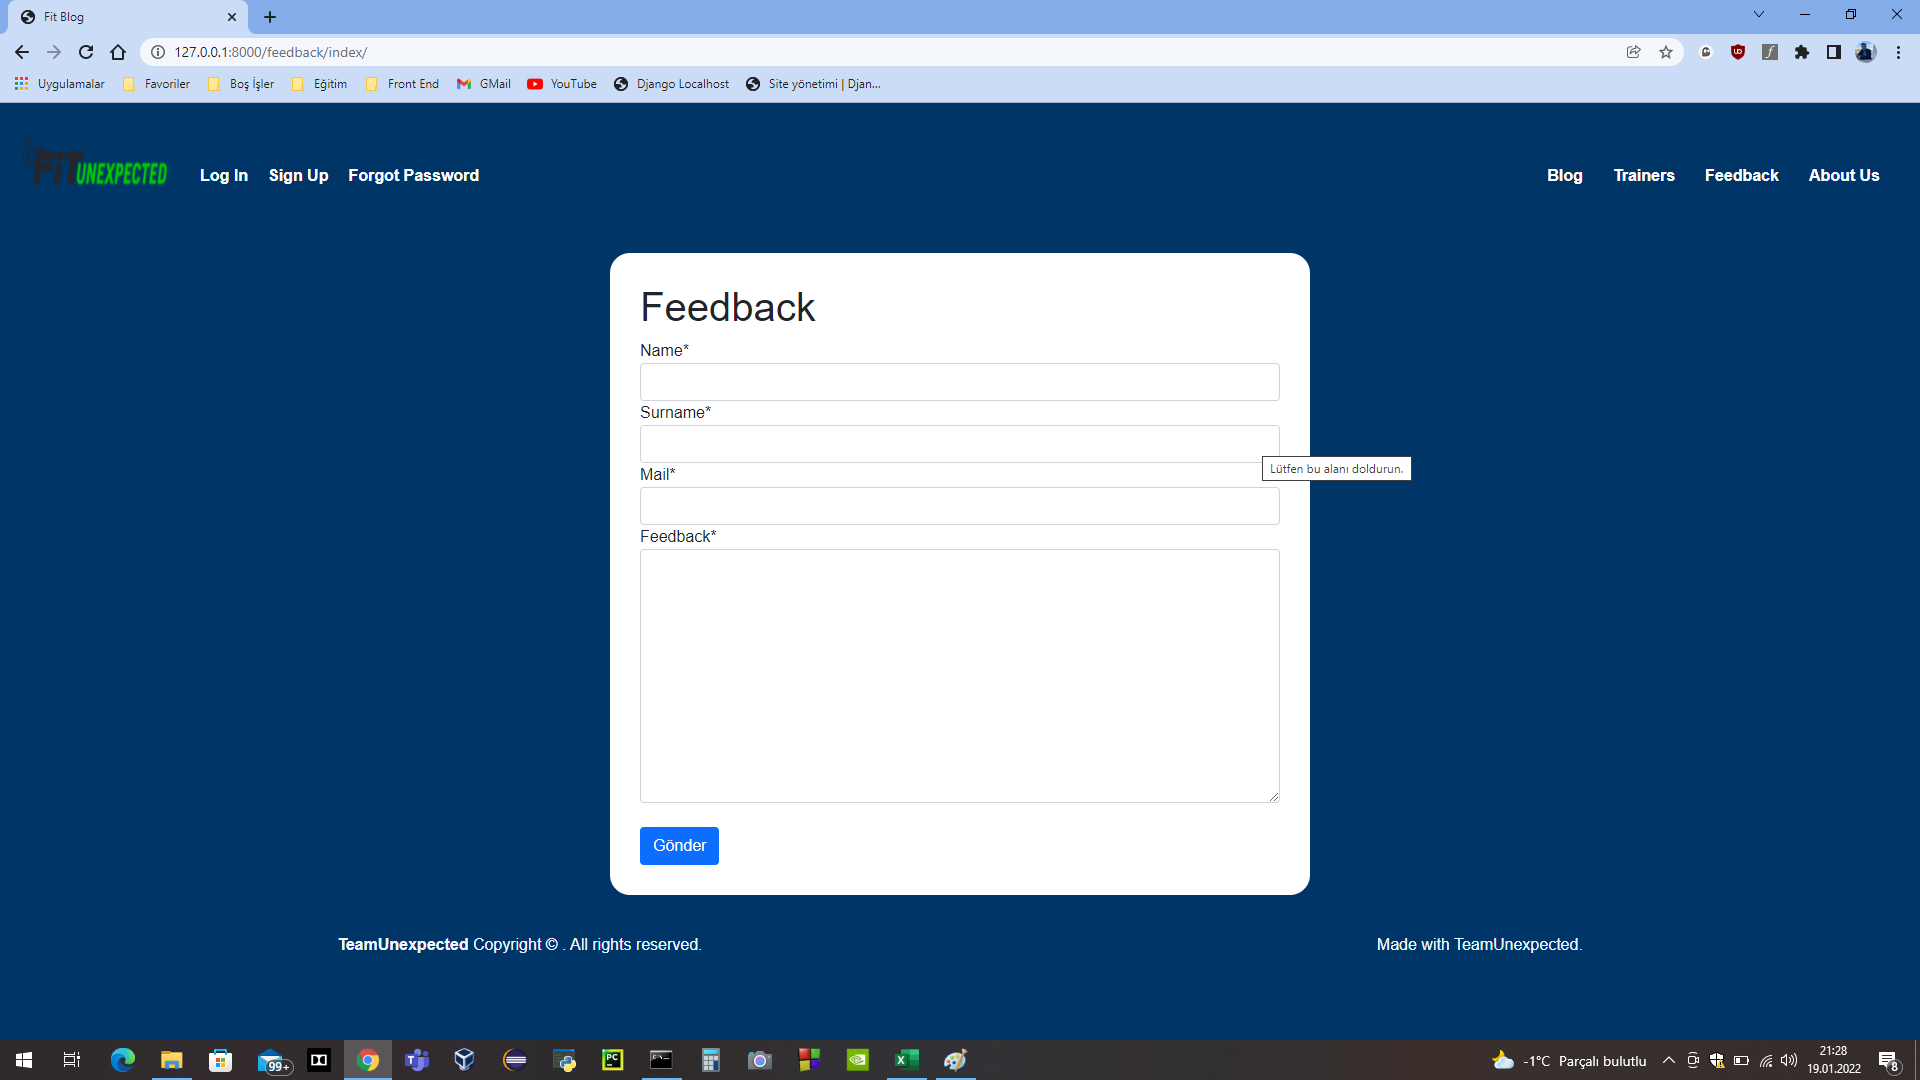 Fit Blog
127.0.0.1:8000/feedback/index/
Uygulamalar Favoriler Boş İşler Eğitim Front End GMail YouTube Django Localhost Site yönetimi | Djan...
FiT UNEXPECTED Log In Sign Up Forgot Password Blog Trainers Feedback About Us
Feedback
Name*
Surname*
Lütfen bu alanı doldurun.
Mail*
Feedback*
Gönder
TeamUnexpected Copyright © . All rights reserved. Made with TeamUnexpected.
99+ -1°C Parçalı bulutlu 21:28
19.01.2022 8